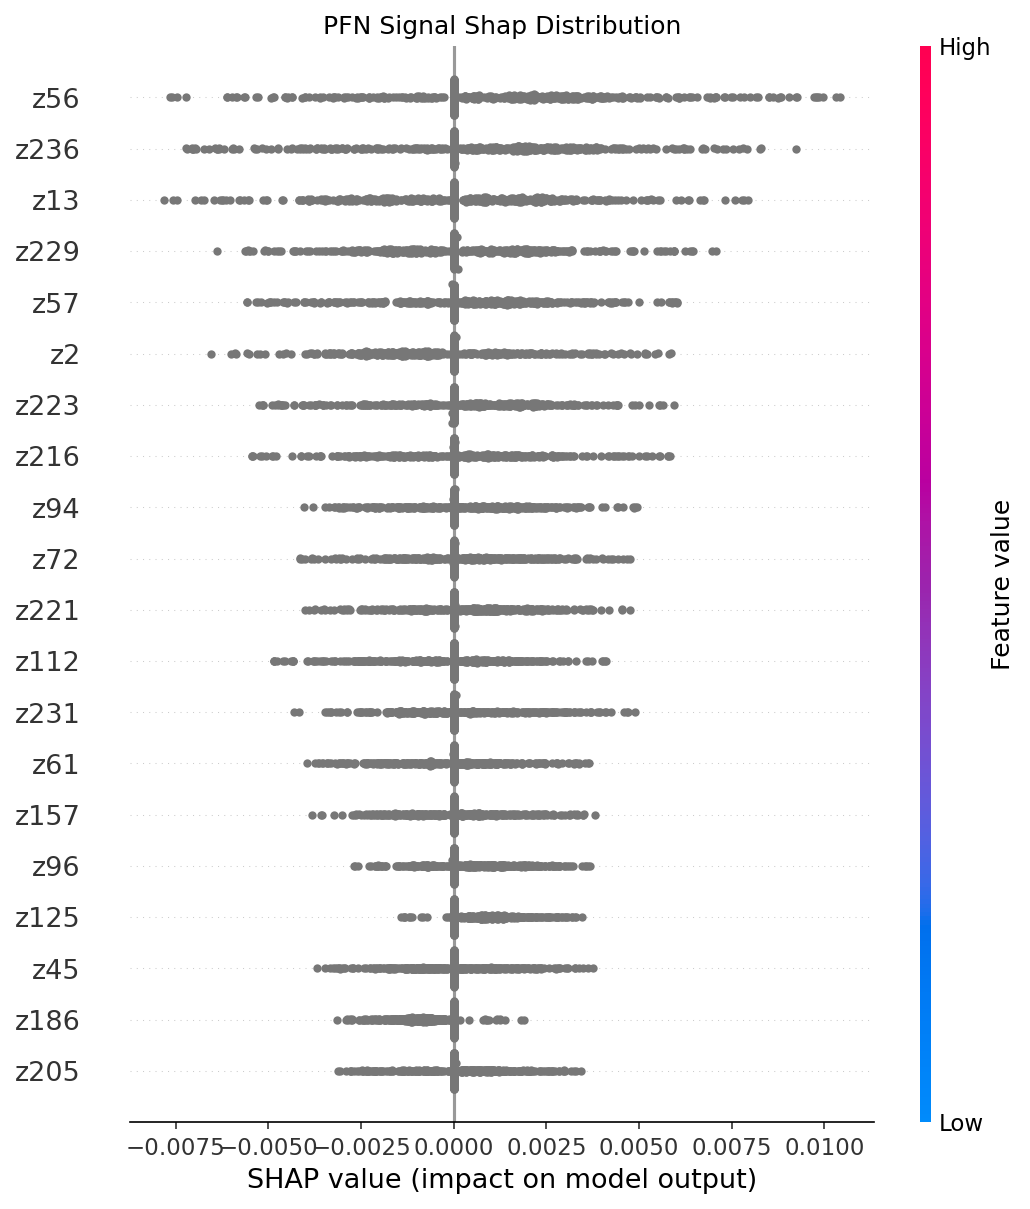 PFN Signal Shap Distribution
High
z56
z236
z13
z229
z57
z2
z223
z216
z94
z72
z221
z112
z231
z61
z157
z96
z125
z45
z186
z205
Feature value
Low
−0.0075 −0.0050 −0.0025 0.0000 0.0025 0.0050 0.0075 0.0100
SHAP value (impact on model output)